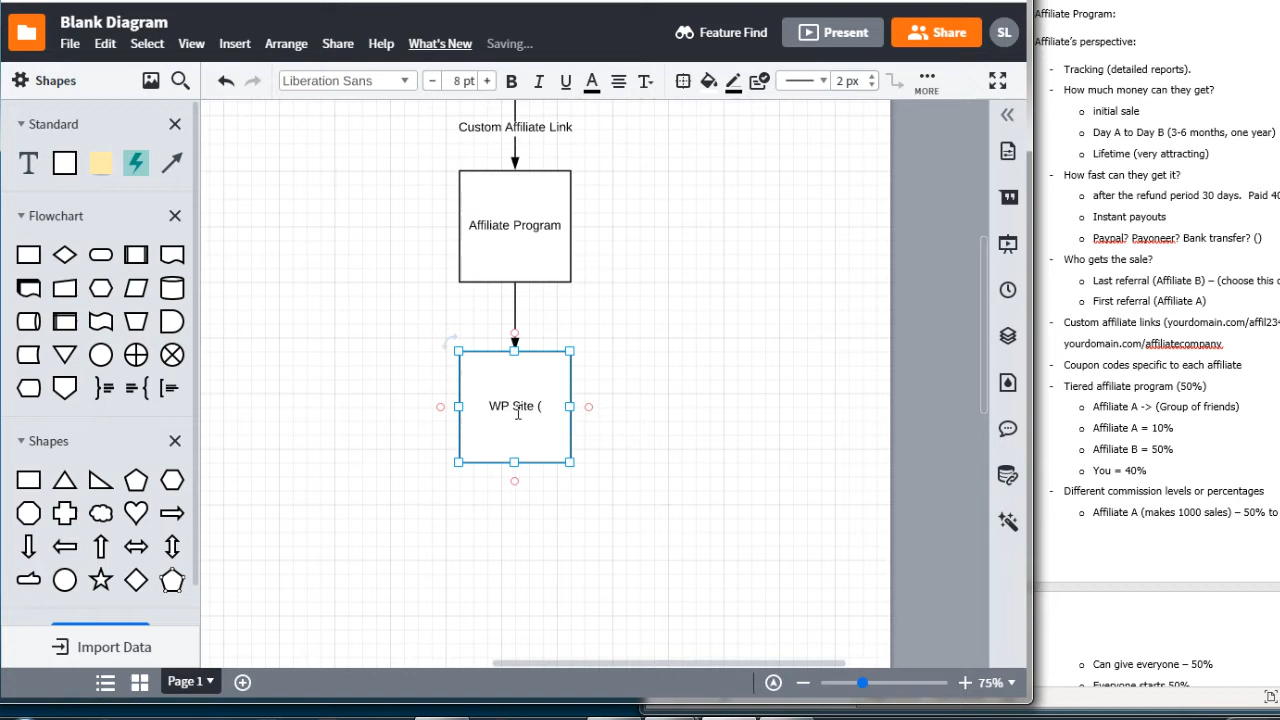 Blank Diagram
File Edit Select View Insert Arrange Share Help What's New Saving...
Feature Find
Present
Share
SL
Shapes
Liberation Sans
8 pt
B I U A T
2 px
MORE
Standard
T
Flowchart
Shapes
Import Data
Custom Affiliate Link
Affiliate Program
WP Site (
Page 1
75%
Affiliate Program:
Affiliate's perspective:
- Tracking (detailed reports).
- How much money can they get?
o initial sale
o Day A to Day B (3-6 months, one year)
o Lifetime (very attracting)
- How fast can they get it?
o after the refund period 30 days. Paid 40
o Instant payouts
o Paypal? Payoneer? Bank transfer? ()
- Who gets the sale?
o Last referral (Affiliate B) – (choose this o
o First referral (Affiliate A)
- Custom affiliate links (yourdomain.com/affil234
yourdomain.com/affiliatecompany
- Coupon codes specific to each affiliate
- Tiered affiliate program (50%)
o Affiliate A -> (Group of friends)
o Affiliate A = 10%
o Affiliate B = 50%
o You = 40%
- Different commission levels or percentages
o Affiliate A (makes 1000 sales) – 50% to
o Can give everyone – 50%
o Everyone starts 50%